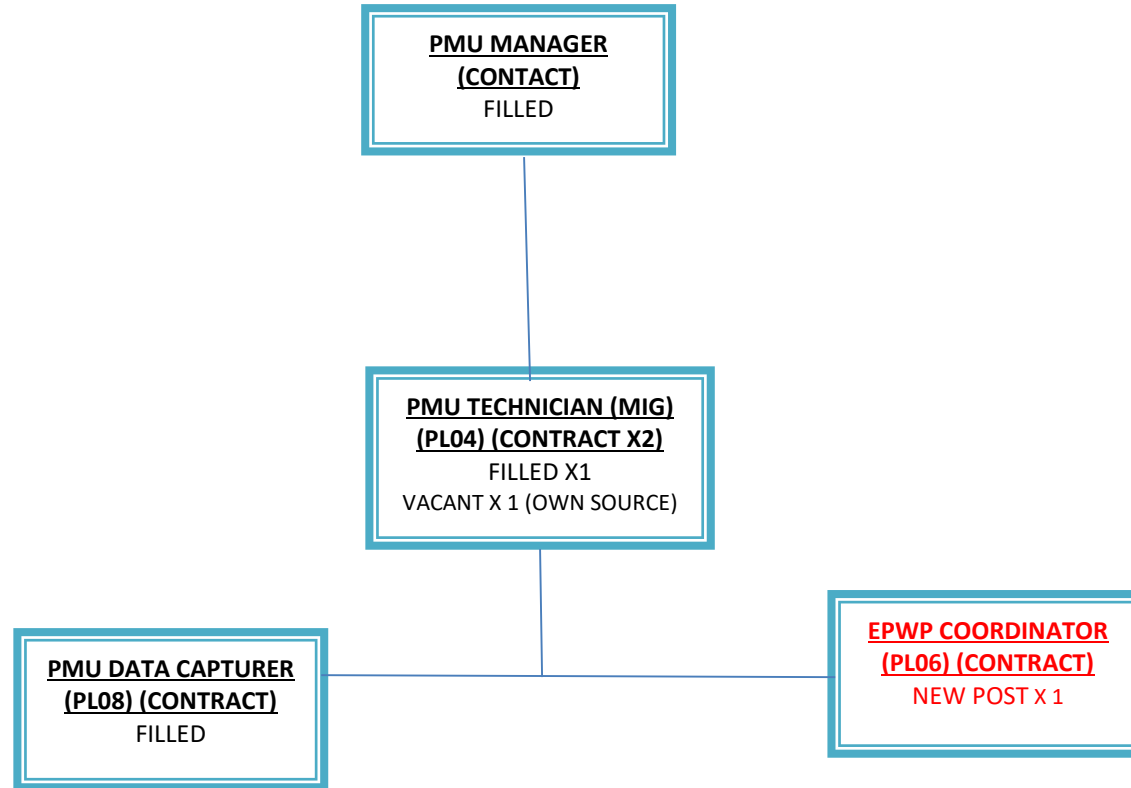 PMU MANAGER
(CONTACT)
FILLED
PMU TECHNICIAN (MIG)
(PL04) (CONTRACT X2)
FILLED X1
VACANT X 1 (OWN SOURCE)
PMU DATA CAPTURER
(PL08) (CONTRACT)
FILLED
EPWP COORDINATOR
(PL06) (CONTRACT)
NEW POST X 1